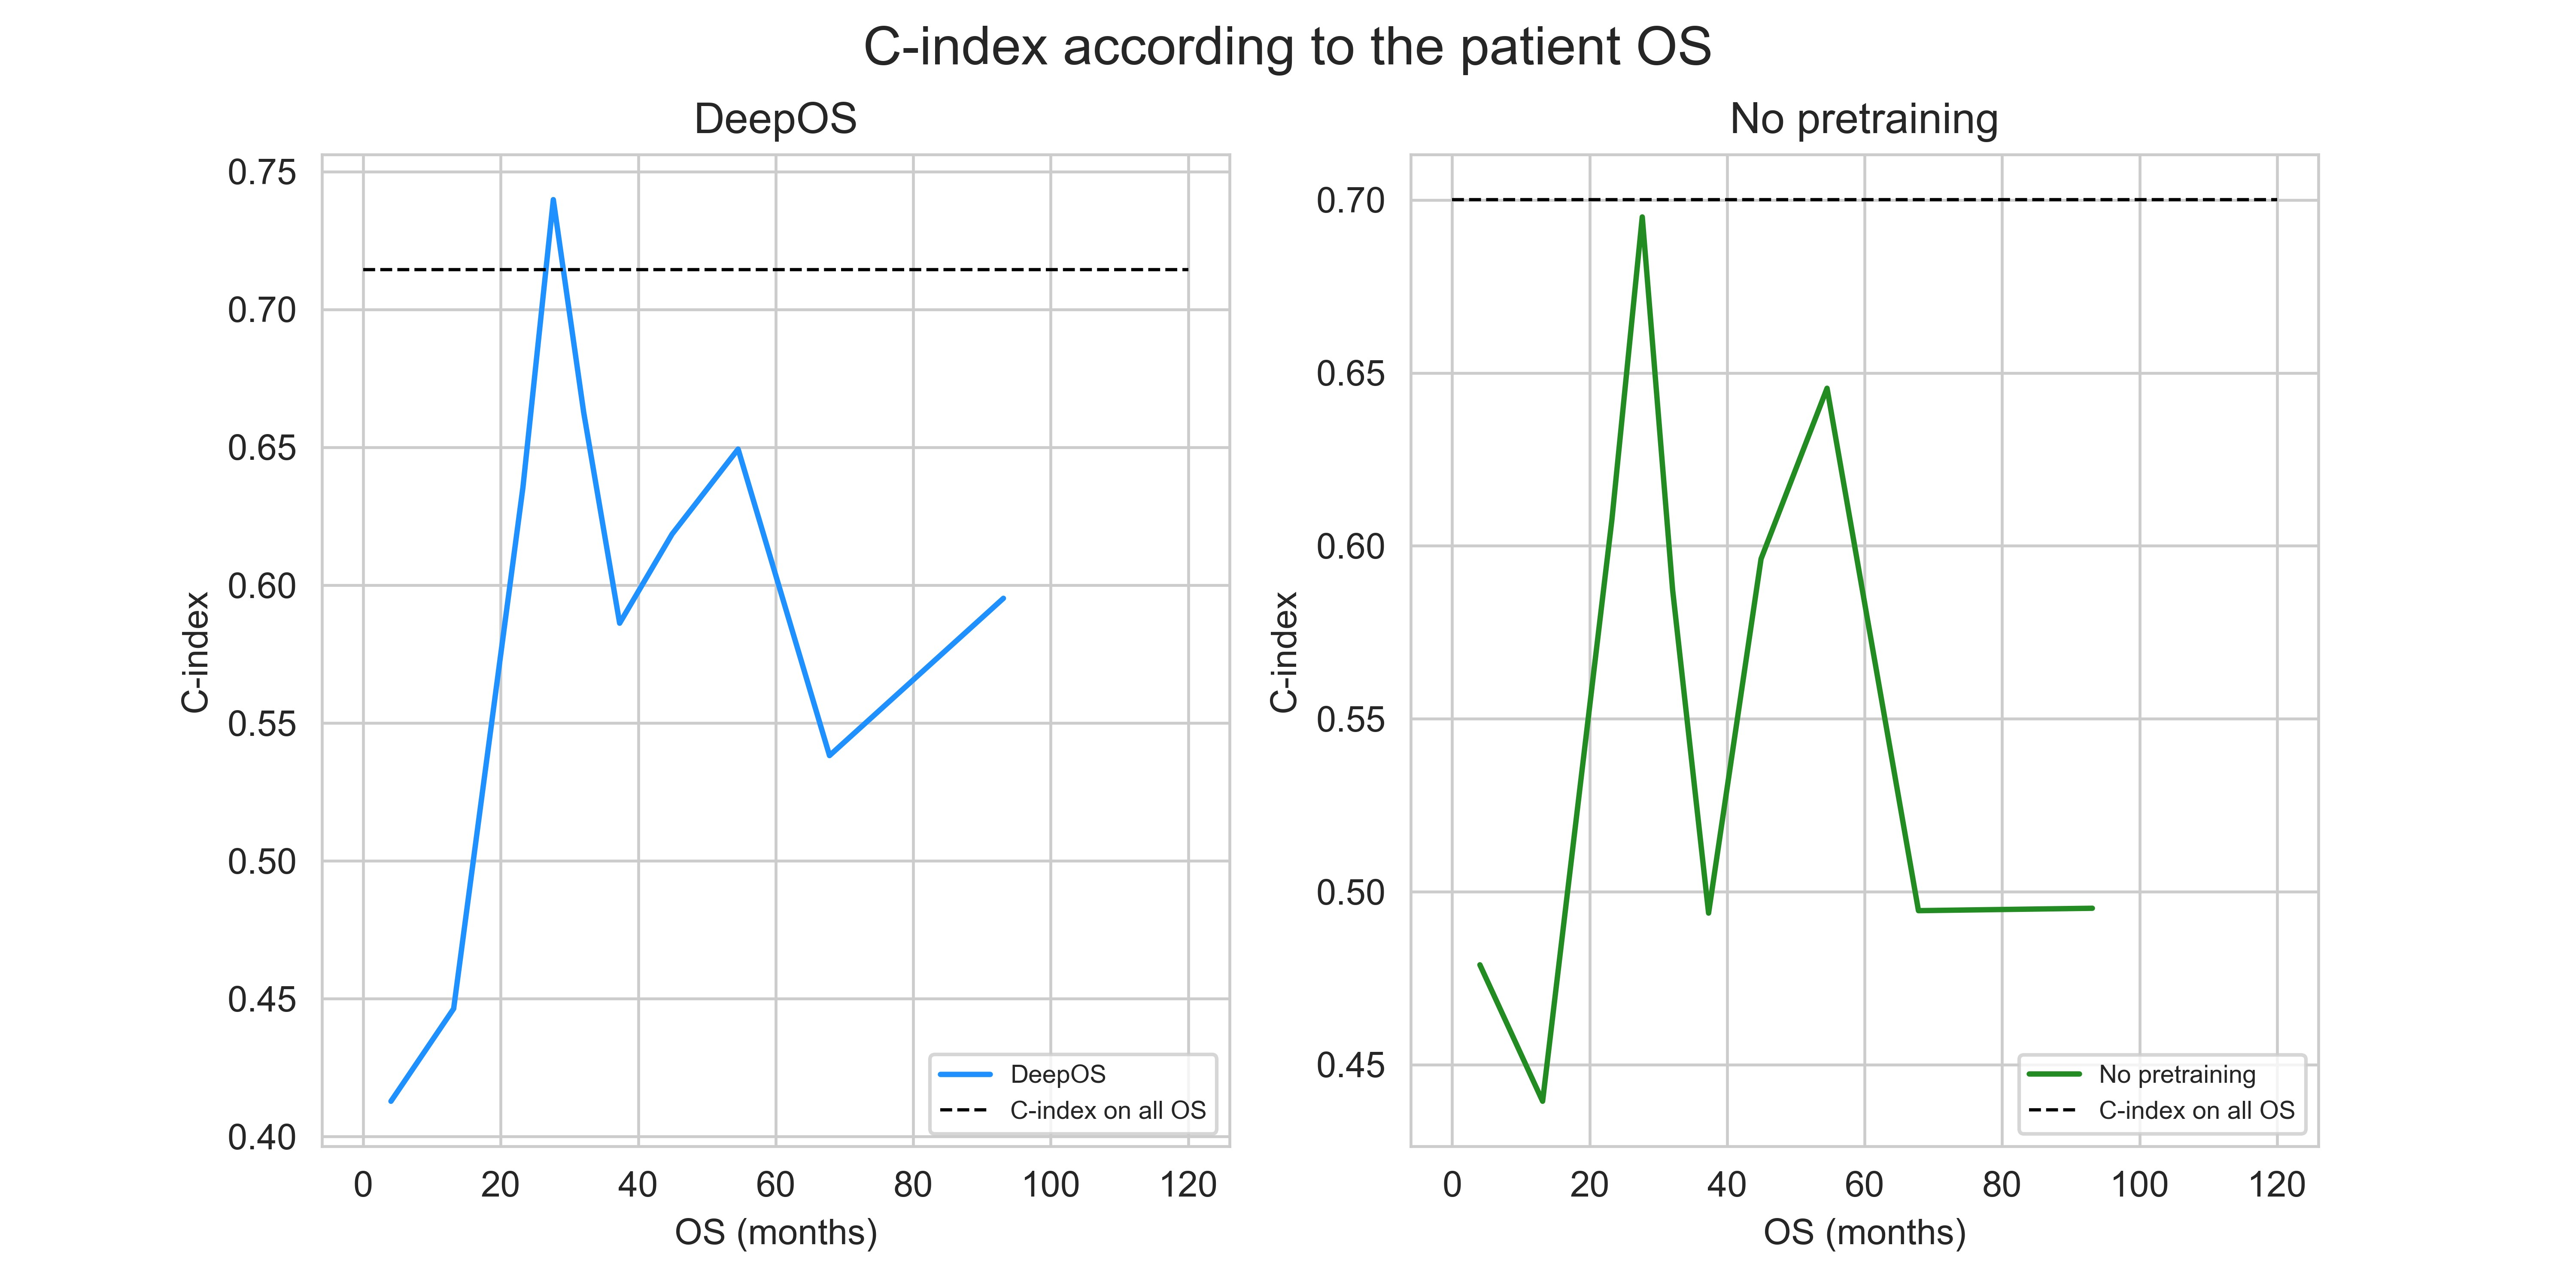 C-index according to the patient OS
DeepOS
0.75
0.70
0.65
0.60
0.55
0.50
0.45
0.40
C-index
0 20 40 60 80 100 120
OS (months)
DeepOS
C-index on all OS
No pretraining
0.70
0.65
0.60
0.55
0.50
0.45
C-index
0 20 40 60 80 100 120
OS (months)
No pretraining
C-index on all OS